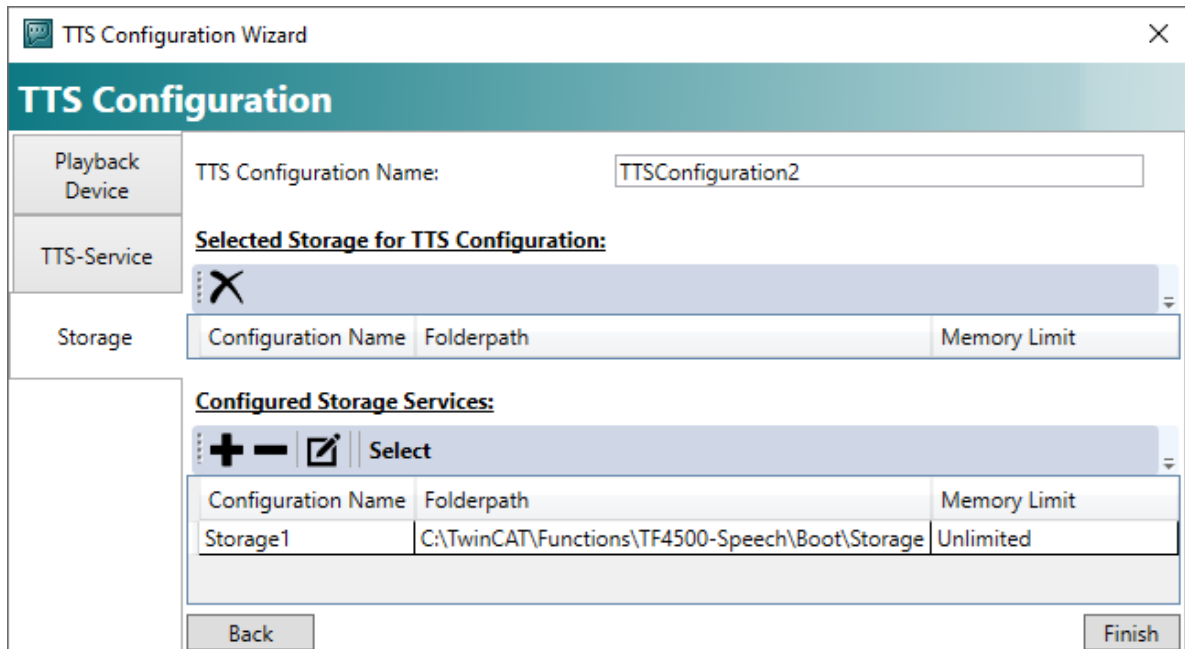 TTS Configuration Wizard
TTS Configuration
Playback
Device
TTS-Service
Storage
TTS Configuration Name: TTSConfiguration2
Selected Storage for TTS Configuration:
Configuration Name Folderpath Memory Limit
Configured Storage Services:
Select
Configuration Name Folderpath Memory Limit
Storage1 C:\TwinCAT\Functions\TF4500-Speech\Boot\Storage Unlimited
Back Finish